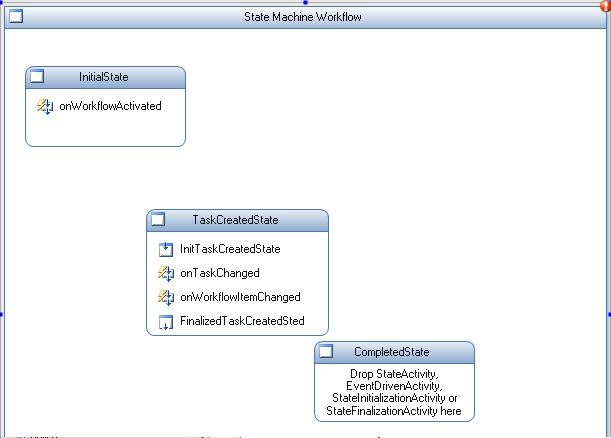 State Machine Workflow
InitialState
onWorkflowActivated
TaskCreatedState
InitTaskCreatedState
onTaskChanged
onWorkflowItemChanged
FinalizedTaskCreatedSted
CompletedState
Drop StateActivity,
EventDrivenActivity,
StateInitializationActivity or
StateFinalizationActivity here